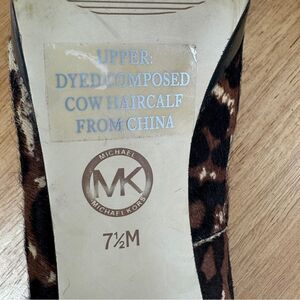 UPPER:
DYED COMPOSED
COW HAIRCALF
FROM CHINA
MICHAEL
MK
MICHAEL KORS
7½M